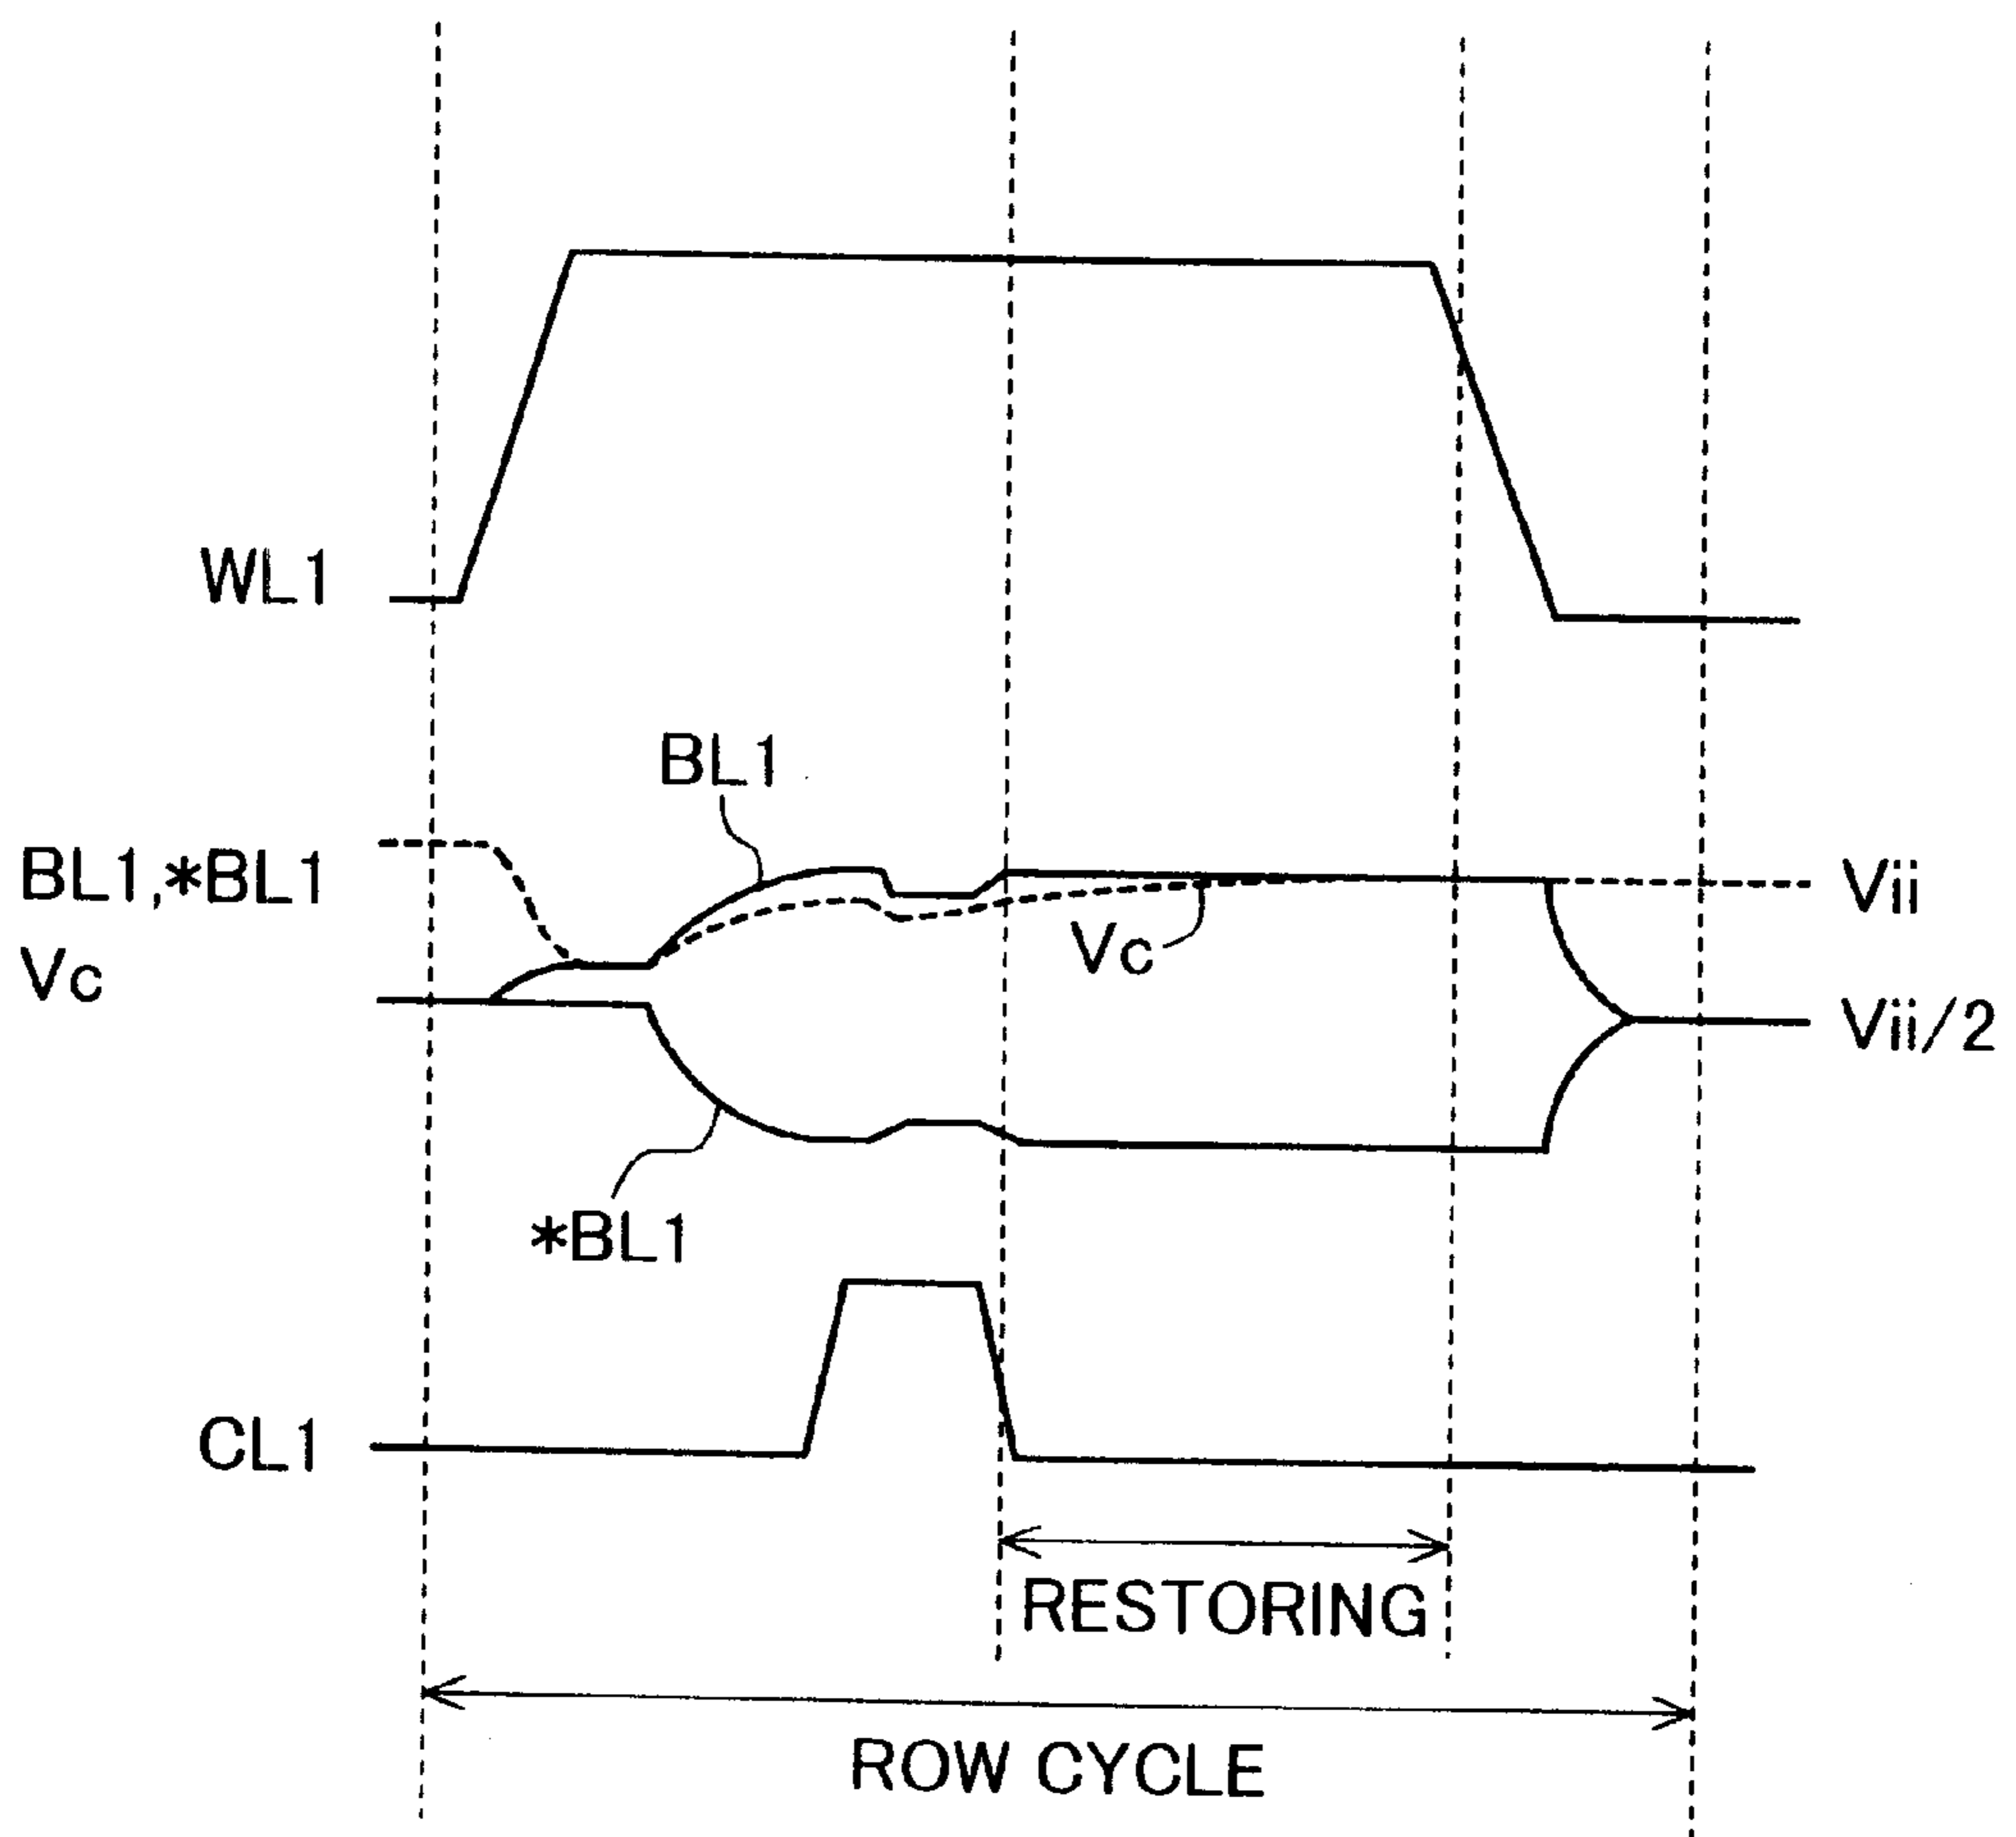 WL1
BL1
BL1,*BL1
Vii
Vc
Vc
Vii/2
*BL1
CL1
RESTORING
ROW CYCLE